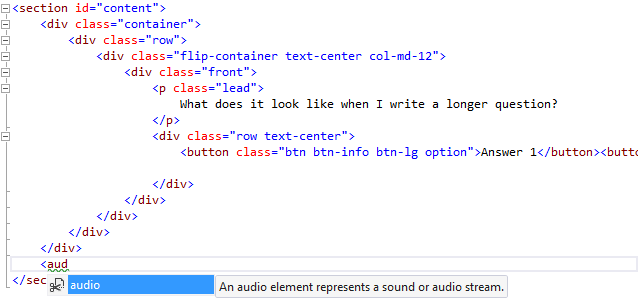 <section id="content">
<div class="container">
<div class="row">
<div class="flip-container text-center col-md-12">
<div class="front">
<p class="lead">
What does it look like when I write a longer question?
</p>
<div class="row text-center">
<button class="btn btn-info btn-lg option">Answer 1</button><butt
</div>
</div>
</div>
</div>
</div>
<aud
</sec
audio
An audio element represents a sound or audio stream.